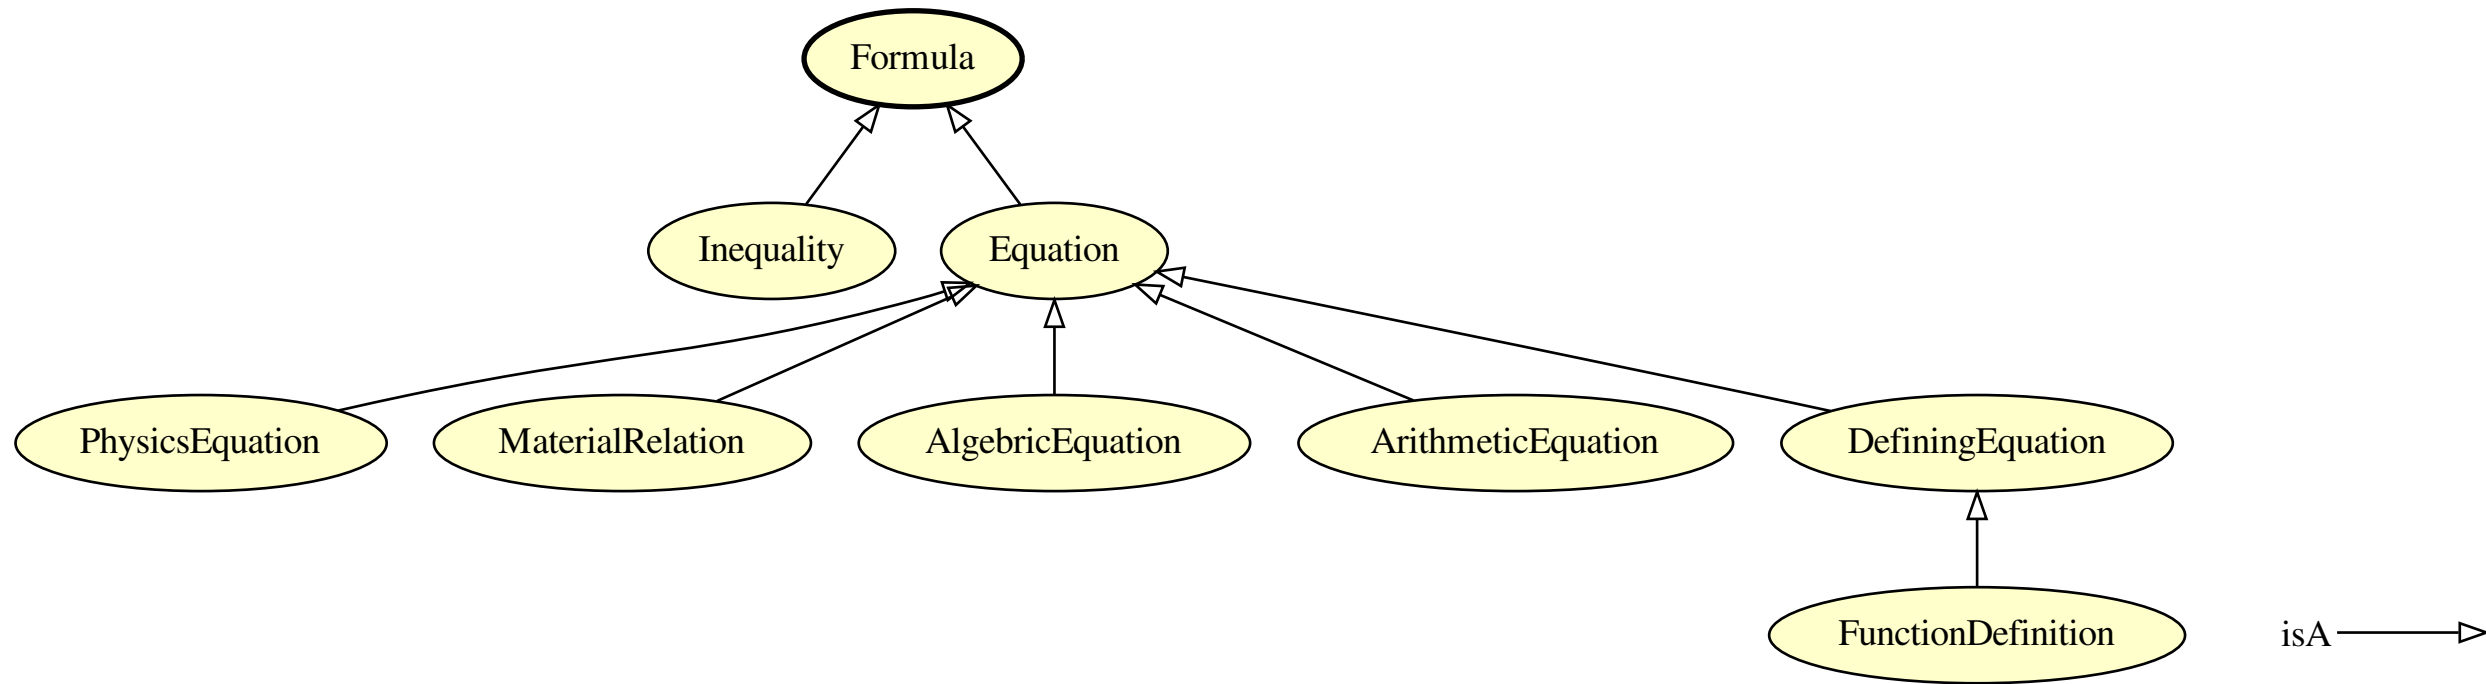 Formula
Inequality
Equation
PhysicsEquation
MaterialRelation
AlgebricEquation
ArithmeticEquation
DefiningEquation
FunctionDefinition
isA